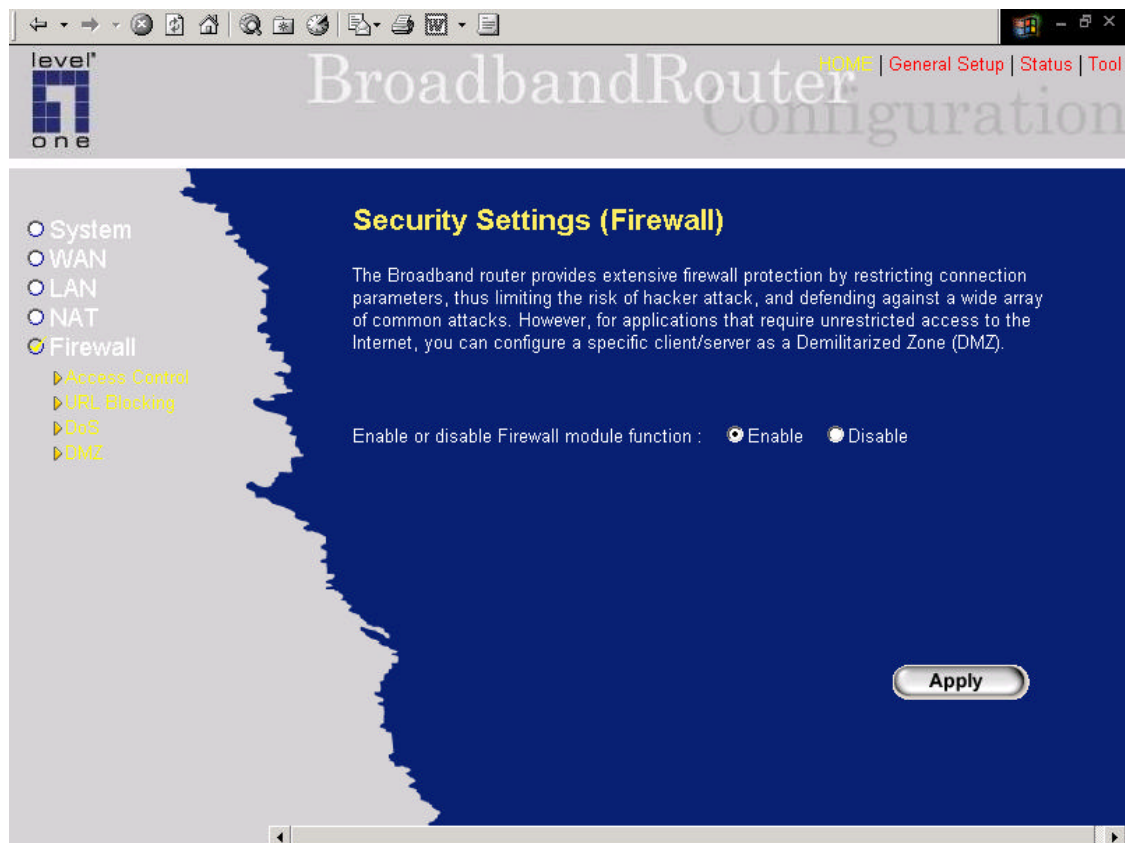 level
one
BroadbandRouter
Configuration
HOME | General Setup | Status | Tool
System
WAN
LAN
NAT
Firewall
Access Control
URL Blocking
DoS
DMZ
Security Settings (Firewall)
The Broadband router provides extensive firewall protection by restricting connection
parameters, thus limiting the risk of hacker attack, and defending against a wide array
of common attacks. However, for applications that require unrestricted access to the
Internet, you can configure a specific client/server as a Demilitarized Zone (DMZ).
Enable or disable Firewall module function : Enable Disable
Apply